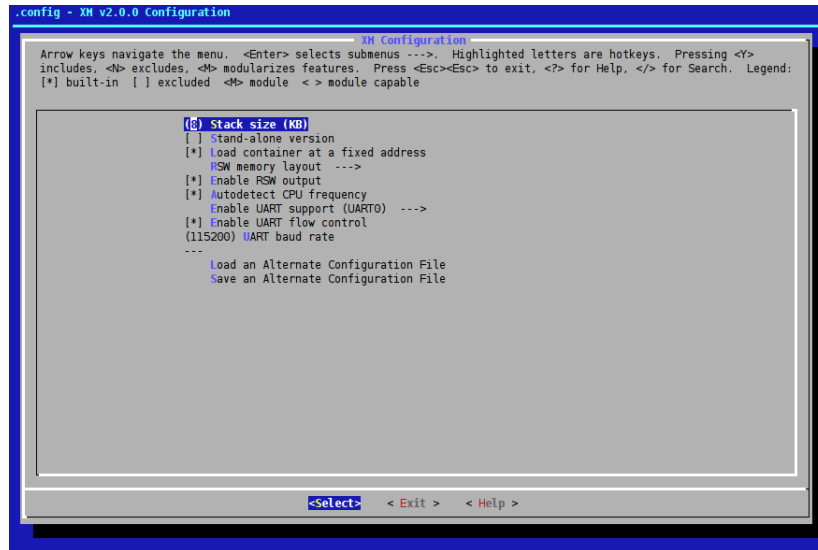 .config - XM v2.0.0 Configuration
XM Configuration
Arrow keys navigate the menu. <Enter> selects submenus --->. Highlighted letters are hotkeys. Pressing <Y>
includes, <N> excludes, <M> modularizes features. Press <Esc><Esc> to exit, <?> for Help, </> for Search. Legend:
[*] built-in [ ] excluded <M> module < > module capable
(8) Stack size (KB)
[ ] Stand-alone version
[*] Load container at a fixed address
RSW memory layout --->
[*] Enable RSW output
[*] Autodetect CPU frequency
Enable UART support (UART0) --->
[*] Enable UART flow control
(115200) UART baud rate
---
Load an Alternate Configuration File
Save an Alternate Configuration File
<Select> < Exit > < Help >